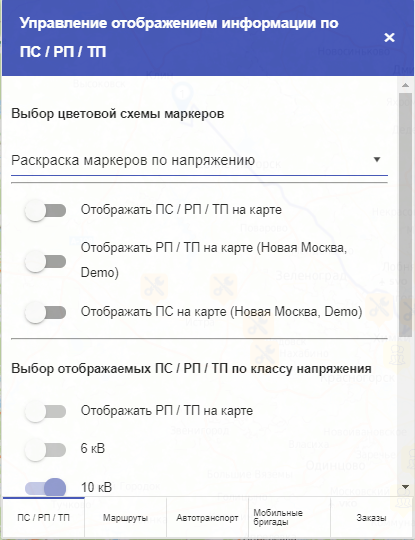 Управление отображением информации по
ПС / РП / ТП
×
Выбор цветовой схемы маркеров
Раскраска маркеров по напряжению
Отображать ПС / РП / ТП на карте
Отображать РП / ТП на карте (Новая Москва,
Demo)
Отображать ПС на карте (Новая Москва, Demo)
Выбор отображаемых ПС / РП / ТП по классу напряжения
Отображать РП / ТП на карте
6 кВ
10 кВ
ПС / РП / ТП
Маршруты
Автотранспорт
Мобильные
бригады
Заказы